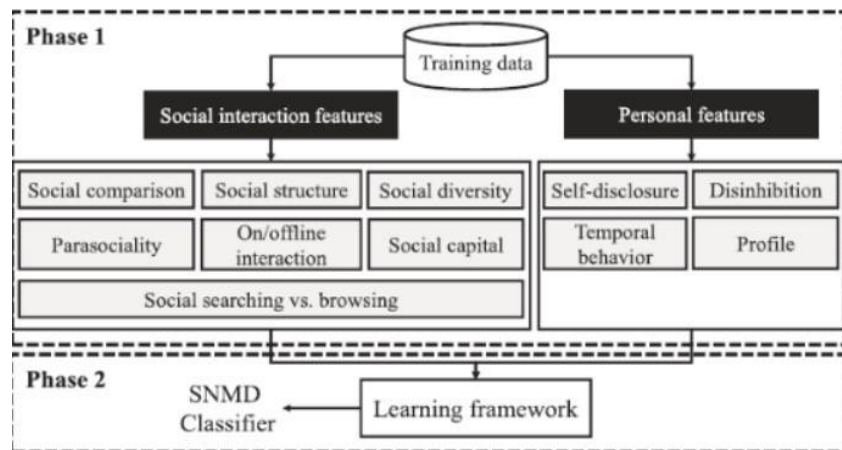 Phase 1
Training data
Social interaction features
Personal features
Social comparison
Social structure
Social diversity
Self-disclosure
Disinhibition
Parasociality
On/offline
interaction
Social capital
Temporal
behavior
Profile
Social searching vs. browsing
Phase 2
SNMD
Classifier
Learning framework